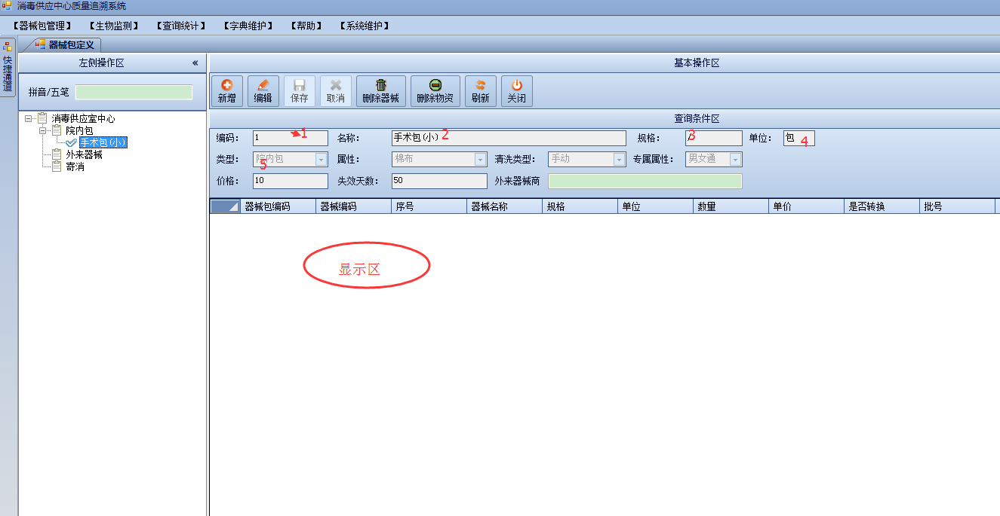 消毒供应中心质量追溯系统
【器械包管理】 【生物监测】 【查询统计】 【字典维护】 【帮助】 【系统维护】
快捷通道
器械包定义
左侧操作区 «
基本操作区
拼音/五笔
新增 编辑 保存 取消 删除器械 删除物资 刷新 关闭
消毒供应室中心
院内包
手术包(小)
外来器械
寄消
查询条件区
编码: 1 1 名称: 手术包(小) 2 规格: / 3 单位: 包 4
类型: 院内包 5 属性: 棉布 清洗类型: 手动 专属属性: 男女通
价格: 10 失效天数: 50 外来器械商
器械包编码 器械编码 序号 器械名称 规格 单位 数量 单价 是否转换 批号
显示区